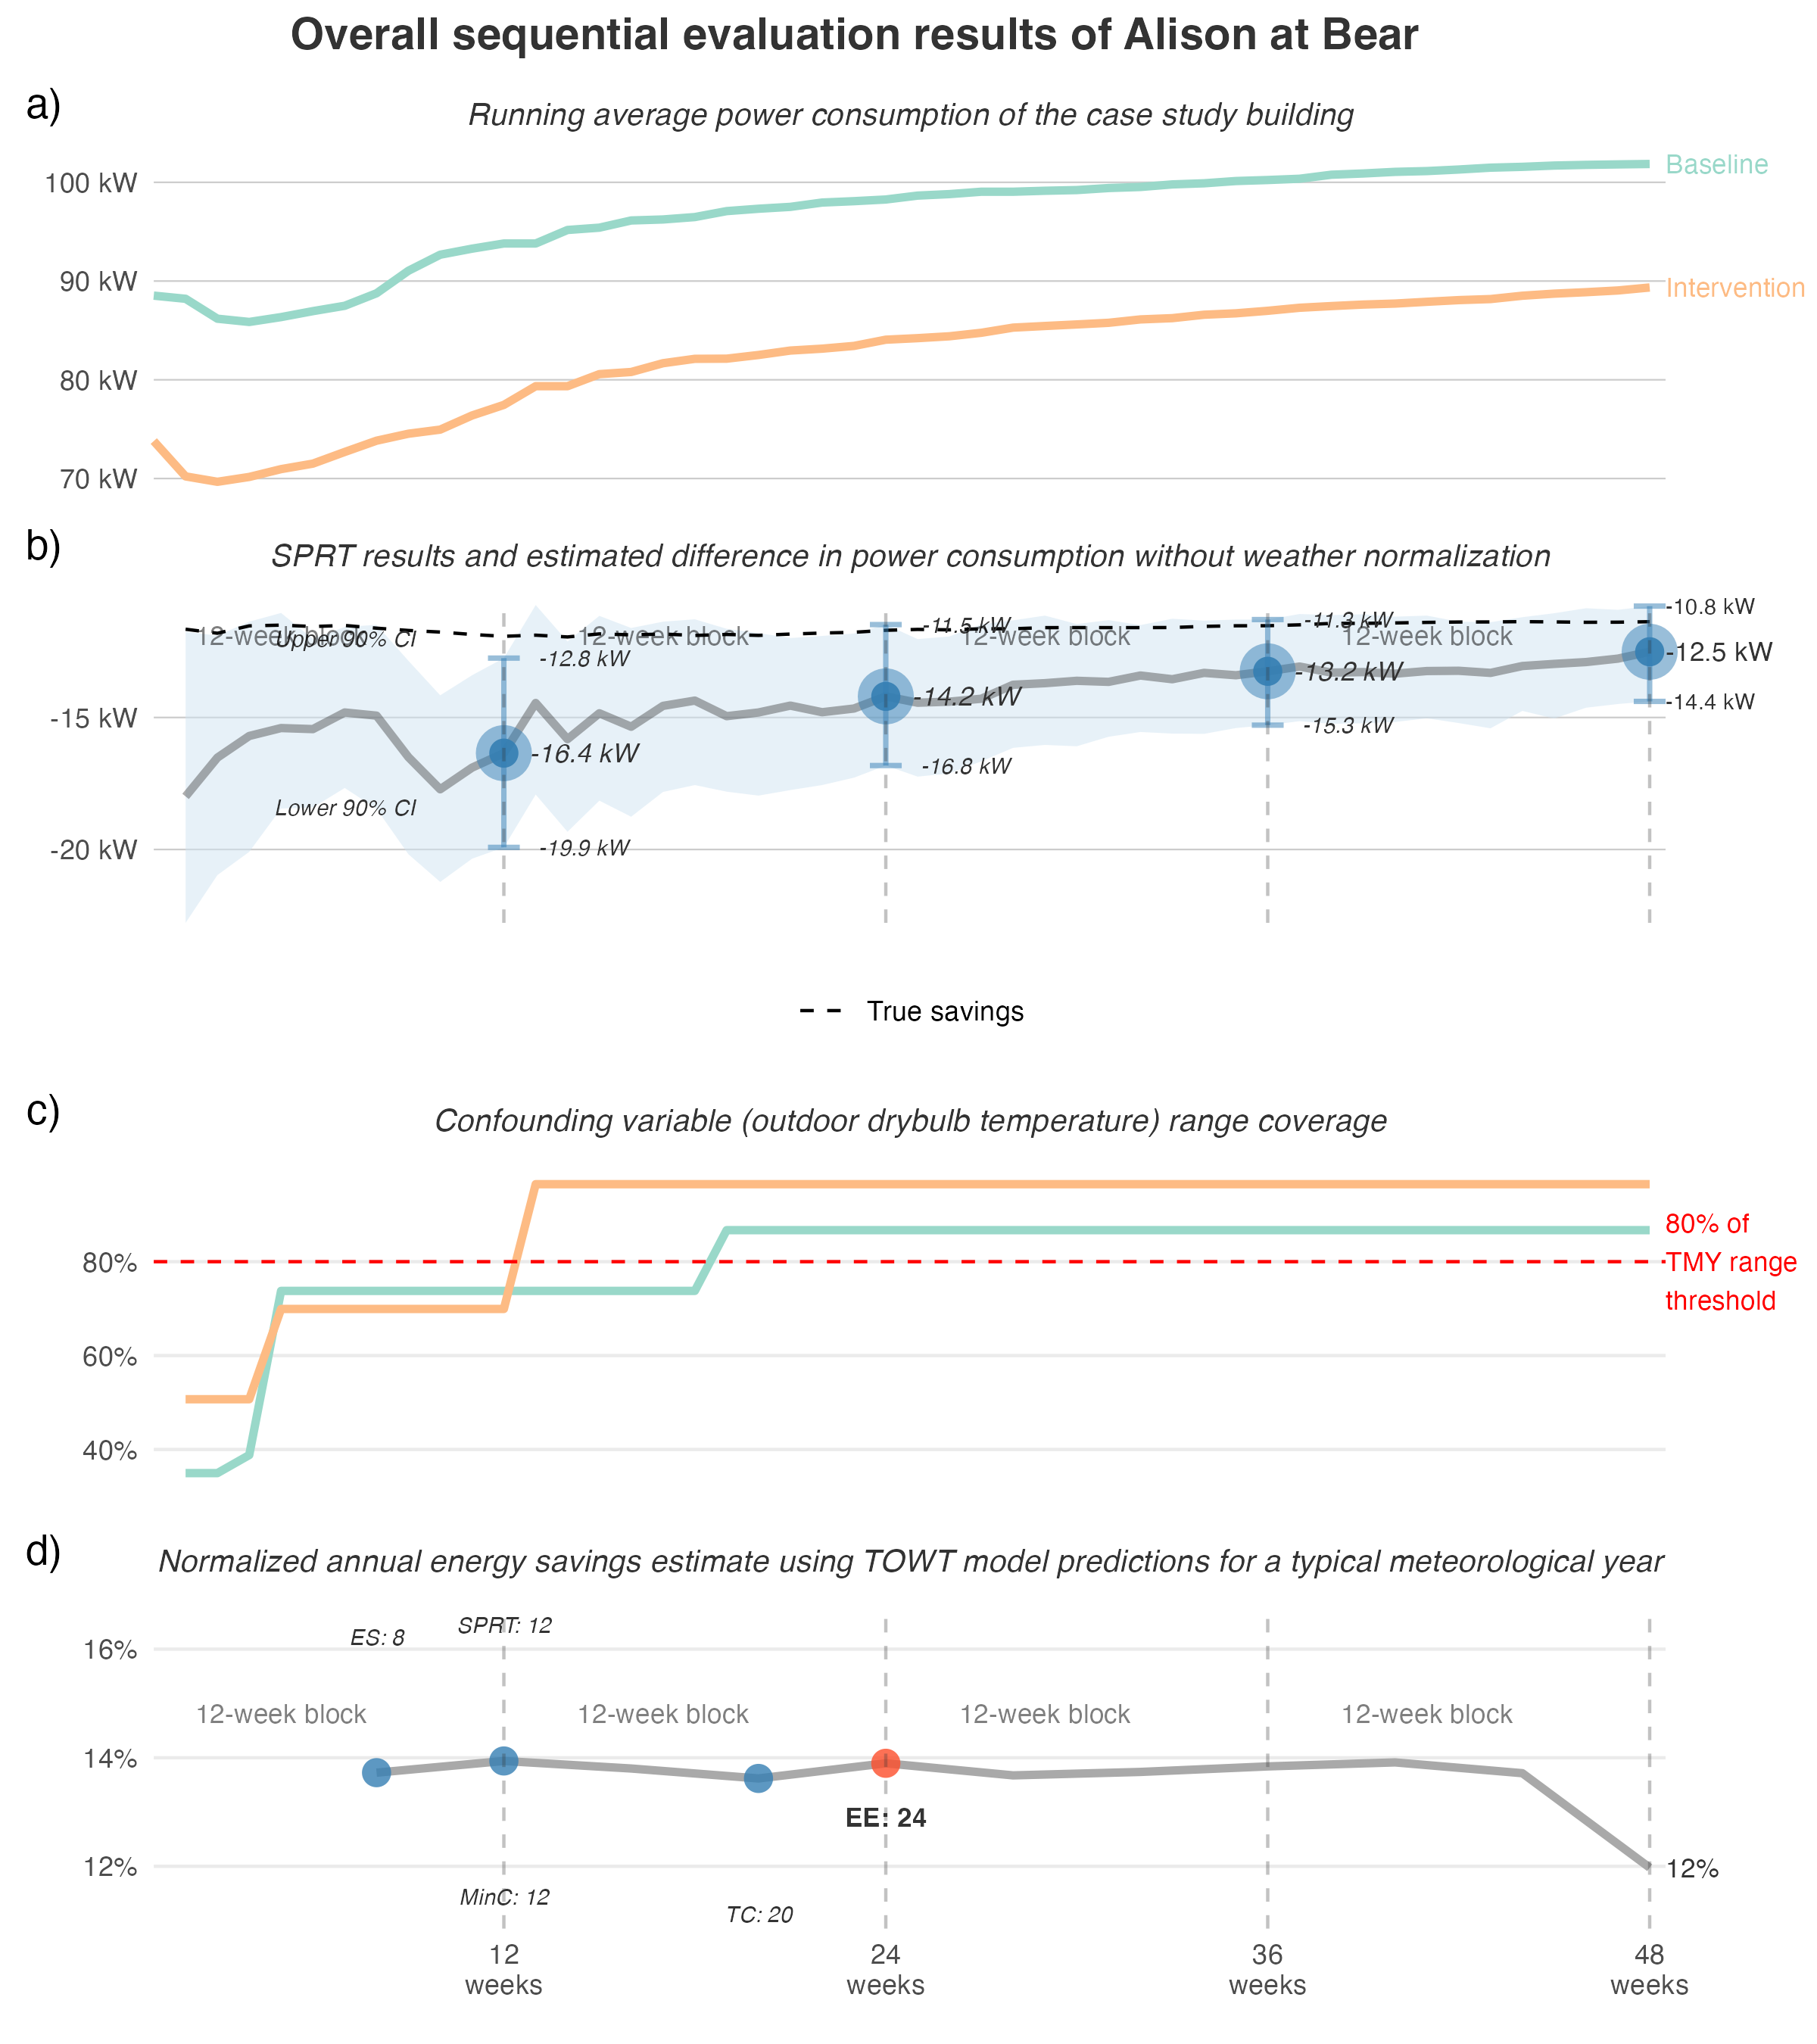 Overall sequential evaluation results of Alison at Bear
a)
Running average power consumption of the case study building
100 kW
90 kW
80 kW
70 kW
Baseline
Intervention
b)
SPRT results and estimated difference in power consumption without weather normalization
-15 kW
-20 kW
12-week block
12-week block
12-week block
12-week block
Upper 90% CI
Lower 90% CI
-12.8 kW
-16.4 kW
-19.9 kW
-11.5 kW
-14.2 kW
-16.8 kW
-11.3 kW
-13.2 kW
-15.3 kW
-10.8 kW
-12.5 kW
-14.4 kW
True savings
c)
Confounding variable (outdoor drybulb temperature) range coverage
80%
60%
40%
80% of
TMY range
threshold
d)
Normalized annual energy savings estimate using TOWT model predictions for a typical meteorological year
16%
14%
12%
ES: 8
SPRT: 12
12-week block
12-week block
12-week block
12-week block
EE: 24
MinC: 12
TC: 20
12%
12
weeks
24
weeks
36
weeks
48
weeks